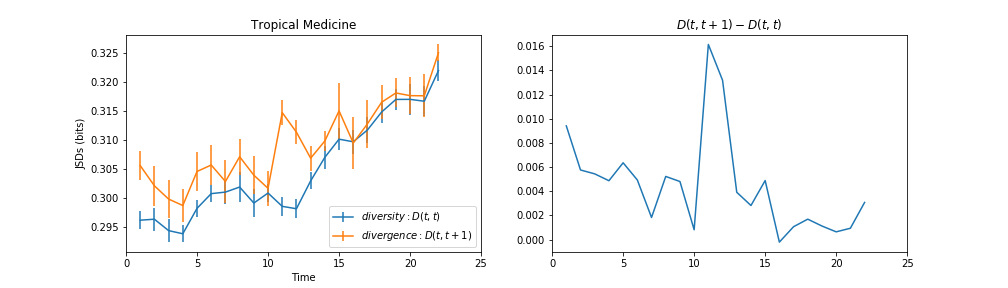 Tropical Medicine
JSDs (bits)
0.325
0.320
0.315
0.310
0.305
0.300
0.295
0 5 10 15 20 25
Time
diversity: D(t, t)
divergence: D(t, t + 1)
D(t, t + 1) − D(t, t)
0.016
0.014
0.012
0.010
0.008
0.006
0.004
0.002
0.000
0 5 10 15 20 25